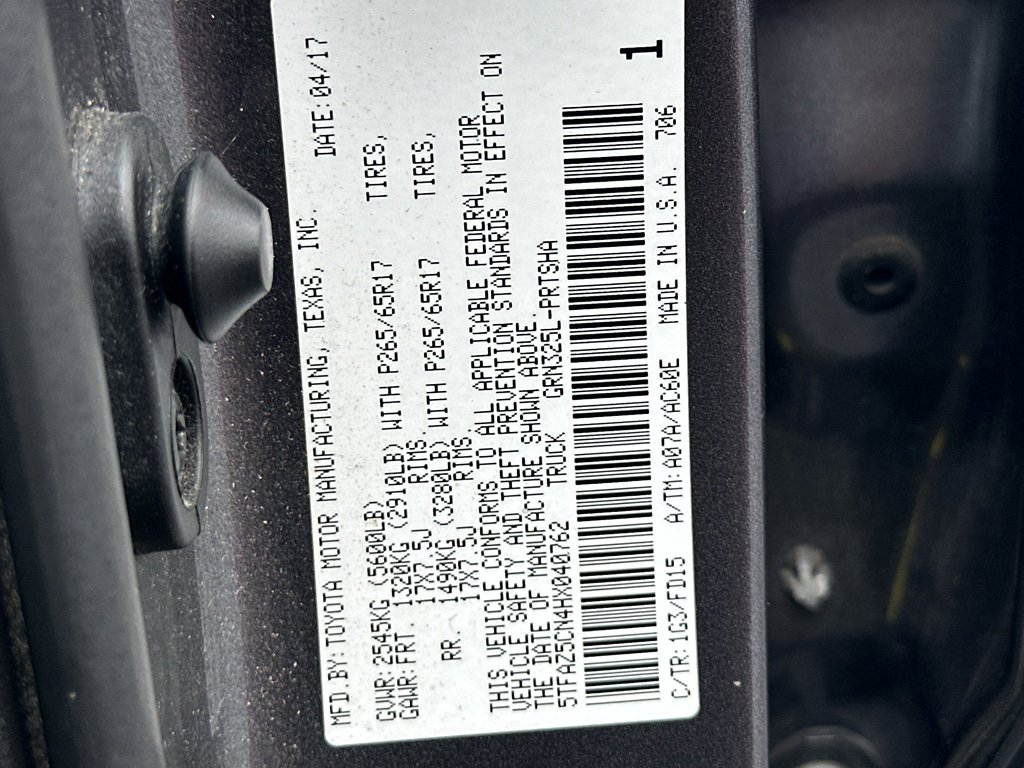 MFD BY: TOYOTA MOTOR MANUFACTURING, TEXAS, INC. DATE: 04/17
GVWR: 2545KG (5600LB)
GAWR: FRT. 1320KG (2910LB) WITH P265/65R17 TIRES,
17X7.5J RIMS.
RR. 1490KG (3280LB) WITH P265/65R17 TIRES,
17X7.5J RIMS.
THIS VEHICLE CONFORMS TO ALL APPLICABLE FEDERAL MOTOR
VEHICLE SAFETY AND THEFT PREVENTION STANDARDS IN EFFECT ON
THE DATE OF MANUFACTURE SHOWN ABOVE.
5TFAZ5CN4HX040762 TRUCK GRN325L-PRTSHA
1
C/TR: 1G3/FD15 A/TM: A07A/AC60E MADE IN U.S.A. 706